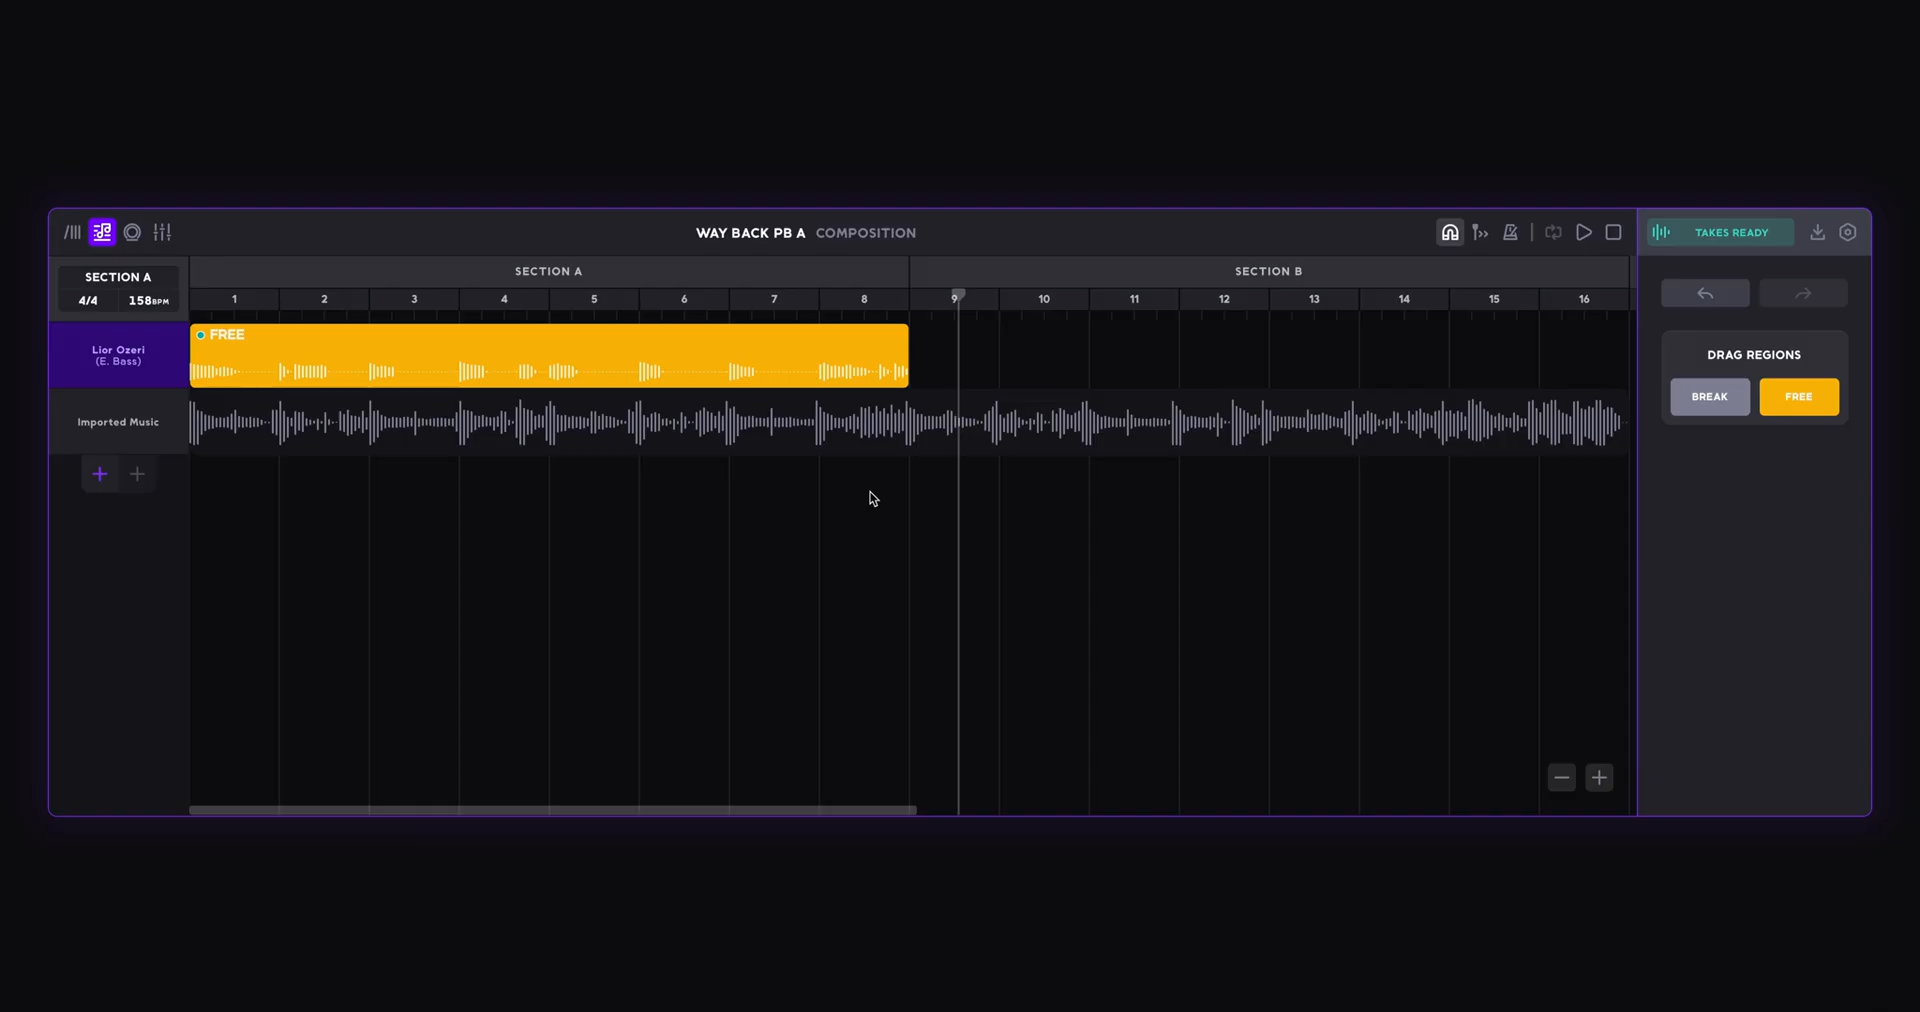 WAY BACK PB A COMPOSITION
TAKES READY
SECTION A
4/4 158BPM
SECTION A SECTION B
1 2 3 4 5 6 7 8 9 10 11 12 13 14 15 16
Lior Ozeri
(E. Bass)
FREE
Imported Music
DRAG REGIONS
BREAK FREE